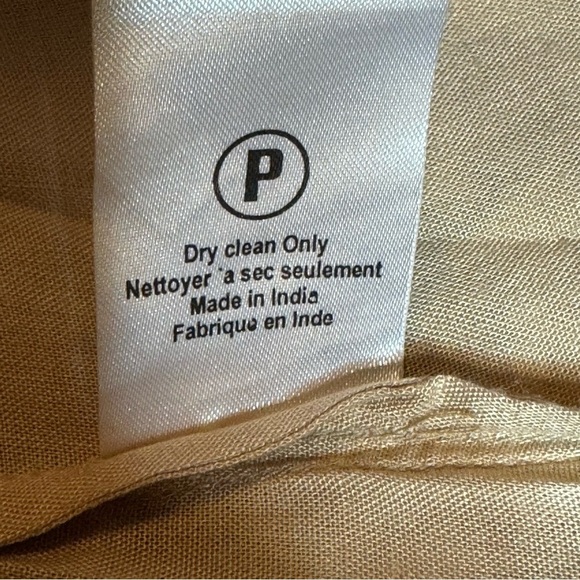 P
Dry clean Only
Nettoyer 'a sec seulement
Made in India
Fabrique en Inde